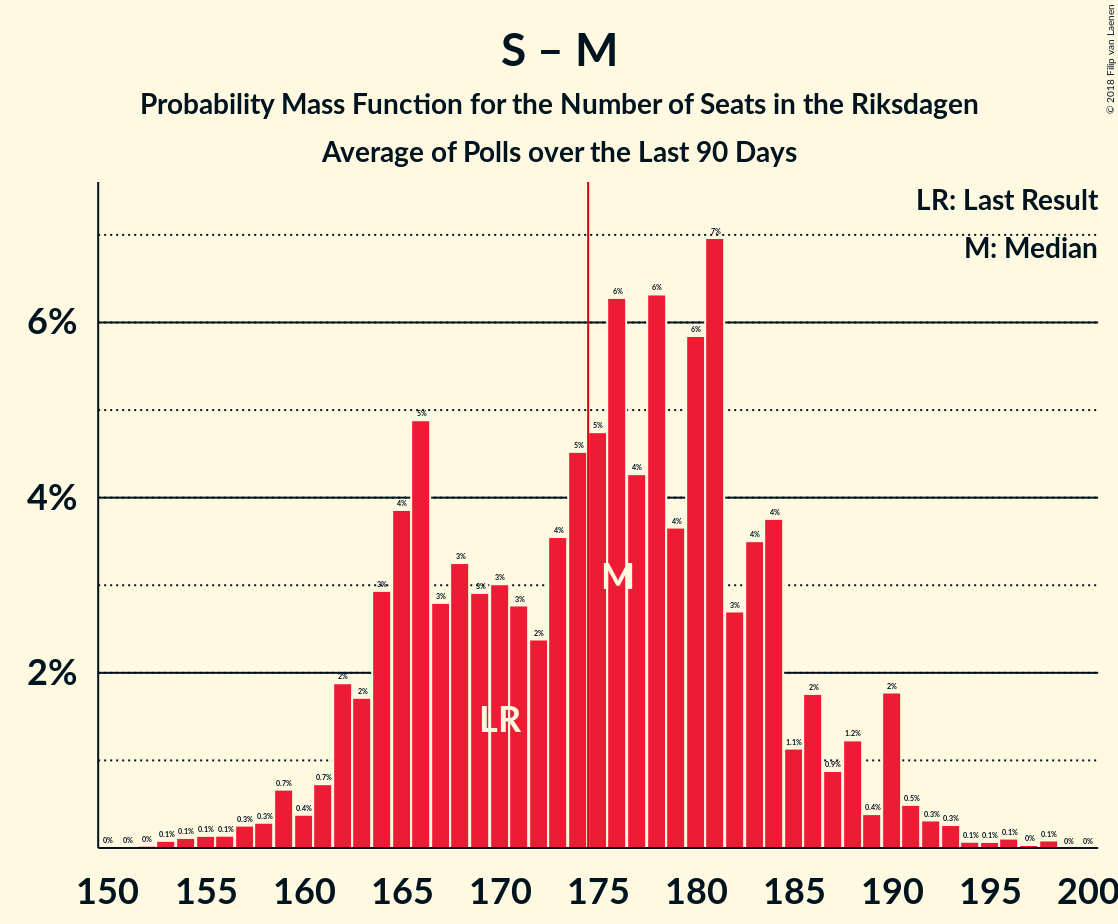 S – M
Probability Mass Function for the Number of Seats in the Riksdagen
Average of Polls over the Last 90 Days
© 2018 Filip van Laenen
LR: Last Result
M: Median
6%
4%
2%
0% 0% 0% 0.1% 0.1% 0.1% 0.1% 0.3% 0.3% 0.7% 0.4% 0.7% 2% 2% 3% 4% 5% 3% 3% 3% 3% 3% 2% 4% 5% 5% 6% 4% 6% 4% 6% 7% 3% 4% 4% 1.1% 2% 0.9% 1.2% 0.4% 2% 0.5% 0.3% 0.3% 0.1% 0.1% 0.1% 0% 0.1% 0% 0%
M
LR
150 155 160 165 170 175 180 185 190 195 200